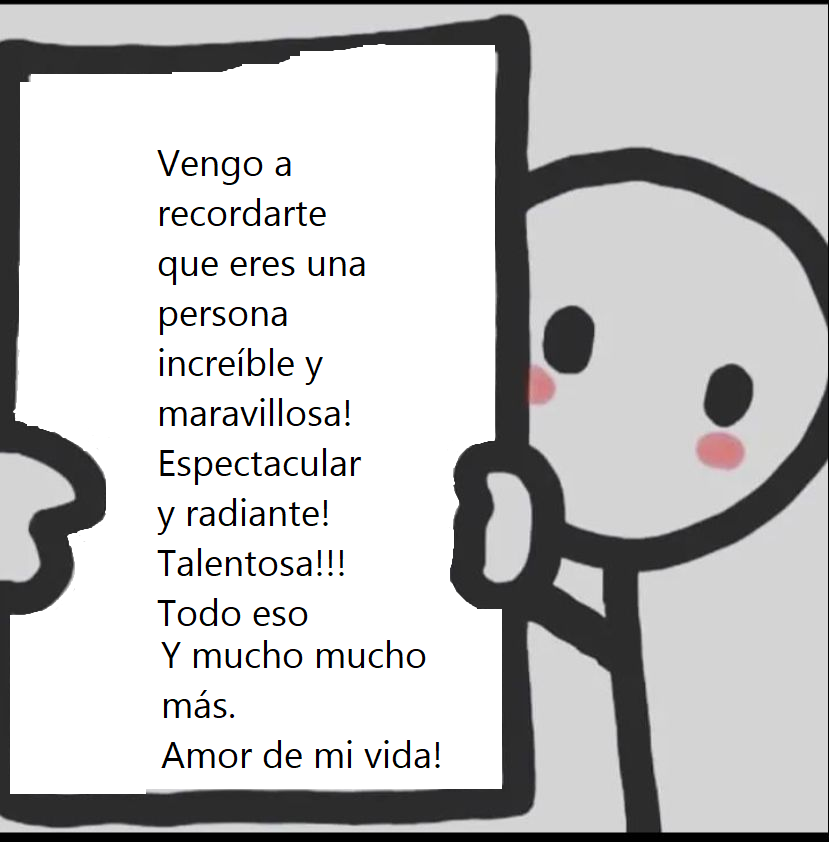 Vengo a
recordarte
que eres una
persona
increíble y
maravillosa!
Espectacular
y radiante!
Talentosa!!!
Todo eso
Y mucho mucho
más.
Amor de mi vida!